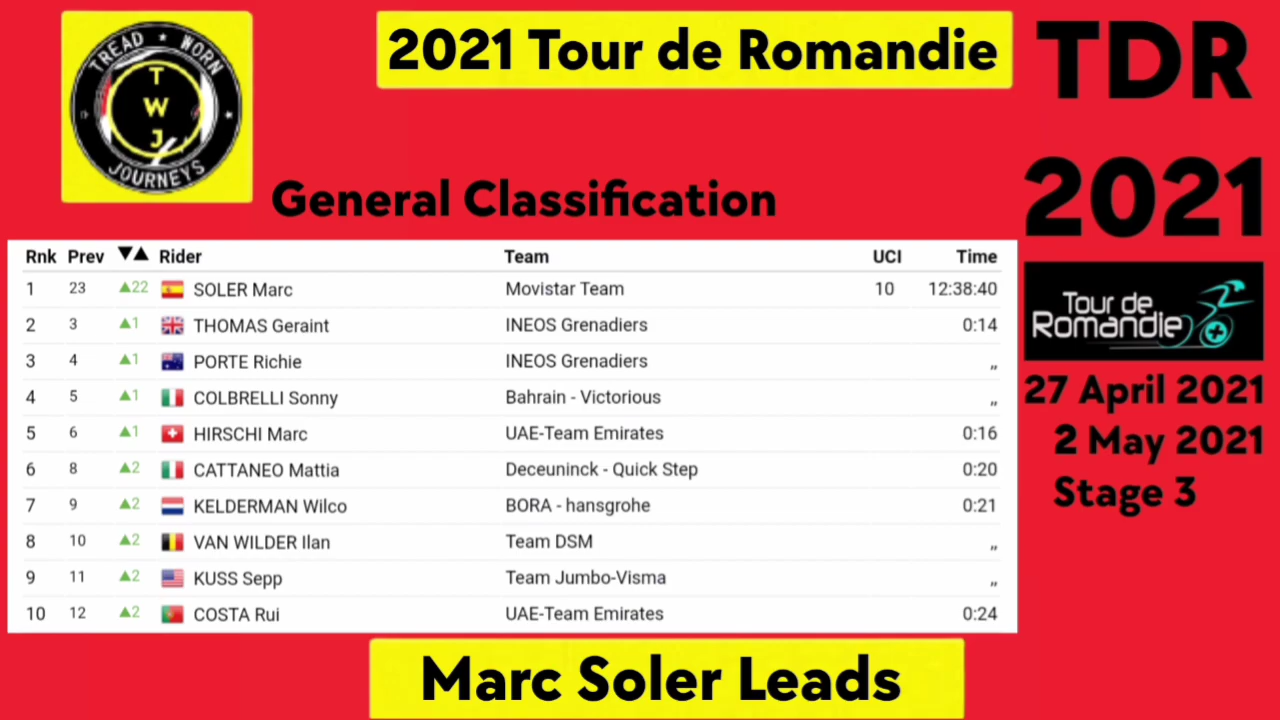 TREAD ★ WORN
T
W
J
JOURNEYS
2021 Tour de Romandie
TDR
2021
General Classification
Rnk Prev ▼▲ Rider Team UCI Time
1 23 ▲22 SOLER Marc Movistar Team 10 12:38:40
2 3 ▲1 THOMAS Geraint INEOS Grenadiers 0:14
3 4 ▲1 PORTE Richie INEOS Grenadiers ,,
4 5 ▲1 COLBRELLI Sonny Bahrain - Victorious ,,
5 6 ▲1 HIRSCHI Marc UAE-Team Emirates 0:16
6 8 ▲2 CATTANEO Mattia Deceuninck - Quick Step 0:20
7 9 ▲2 KELDERMAN Wilco BORA - hansgrohe 0:21
8 10 ▲2 VAN WILDER Ilan Team DSM ,,
9 11 ▲2 KUSS Sepp Team Jumbo-Visma ,,
10 12 ▲2 COSTA Rui UAE-Team Emirates 0:24
Tour de
Romandie
27 April 2021
2 May 2021
Stage 3
Marc Soler Leads